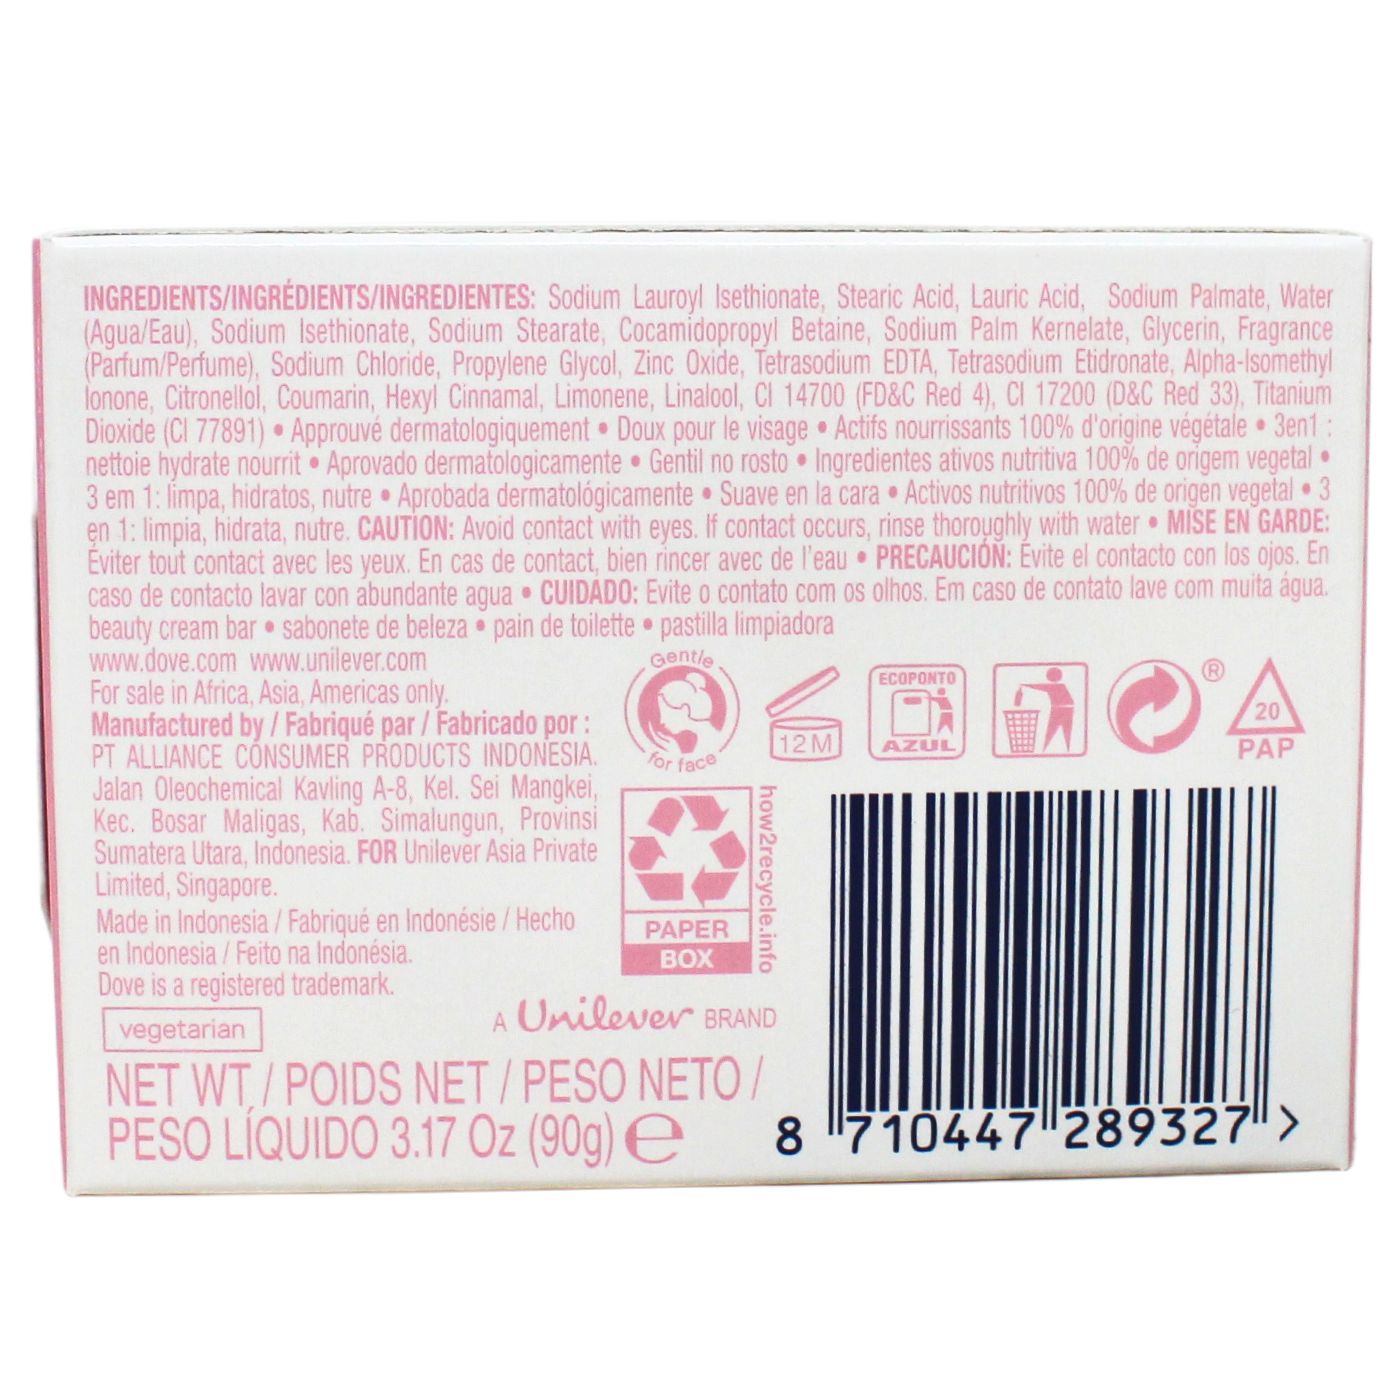 INGREDIENTS/INGRÉDIENTS/INGREDIENTES: Sodium Lauroyl Isethionate, Stearic Acid, Lauric Acid, Sodium Palmate, Water
(Agua/Eau), Sodium Isethionate, Sodium Stearate, Cocamidopropyl Betaine, Sodium Palm Kernelate, Glycerin, Fragrance
(Parfum/Perfume), Sodium Chloride, Propylene Glycol, Zinc Oxide, Tetrasodium EDTA, Tetrasodium Etidronate, Alpha-Isomethyl
Ionone, Citronellol, Coumarin, Hexyl Cinnamal, Limonene, Linalool, CI 14700 (FD&C Red 4), CI 17200 (D&C Red 33), Titanium
Dioxide (CI 77891) • Approuvé dermatologiquement • Doux pour le visage • Actifs nourrissants 100% d'origine végétale • 3en1 :
nettoie hydrate nourrit • Aprovado dermatologicamente • Gentil no rosto • Ingredientes ativos nutritiva 100% de origem vegetal •
3 em 1: limpa, hidratos, nutre • Aprobada dermatológicamente • Suave en la cara • Activos nutritivos 100% de origen vegetal • 3
en 1: limpia, hidrata, nutre. CAUTION: Avoid contact with eyes. If contact occurs, rinse thoroughly with water • MISE EN GARDE:
Éviter tout contact avec les yeux. En cas de contact, bien rincer avec de l'eau • PRECAUCIÓN: Evite el contacto con los ojos. En
caso de contacto lavar con abundante agua • CUIDADO: Evite o contato com os olhos. Em caso de contato lave com muita água.
beauty cream bar • sabonete de beleza • pain de toilette • pastilla limpiadora
www.dove.com www.unilever.com
For sale in Africa, Asia, Americas only.
Manufactured by / Fabriqué par / Fabricado por :
PT ALLIANCE CONSUMER PRODUCTS INDONESIA.
Jalan Oleochemical Kavling A-8, Kel. Sei Mangkei,
Kec. Bosar Maligas, Kab. Simalungun, Provinsi
Sumatera Utara, Indonesia. FOR Unilever Asia Private
Limited, Singapore.
Made in Indonesia / Fabriqué en Indonésie / Hecho
en Indonesia / Feito na Indonésia.
Dove is a registered trademark.
vegetarian
Gentle
for face
12M
ECOPONTO
AZUL
®
20
PAP
how2recycle.info
PAPER
BOX
A Unilever BRAND
NET WT / POIDS NET / PESO NETO /
PESO LÍQUIDO 3.17 Oz (90g) e
8 710447 289327 >